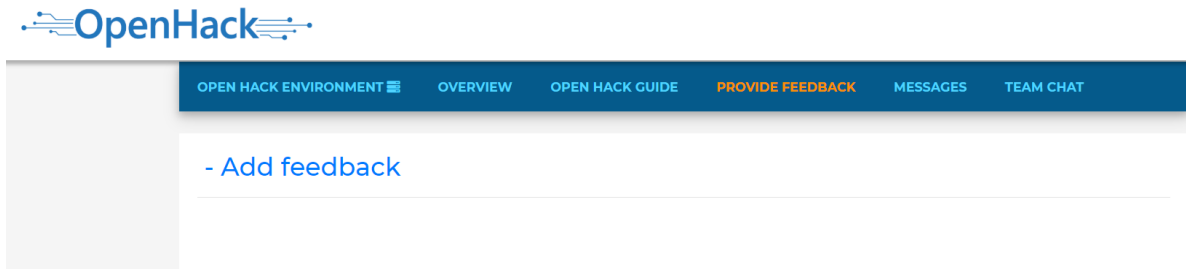 OpenHack
OPEN HACK ENVIRONMENT OVERVIEW OPEN HACK GUIDE PROVIDE FEEDBACK MESSAGES TEAM CHAT
- Add feedback